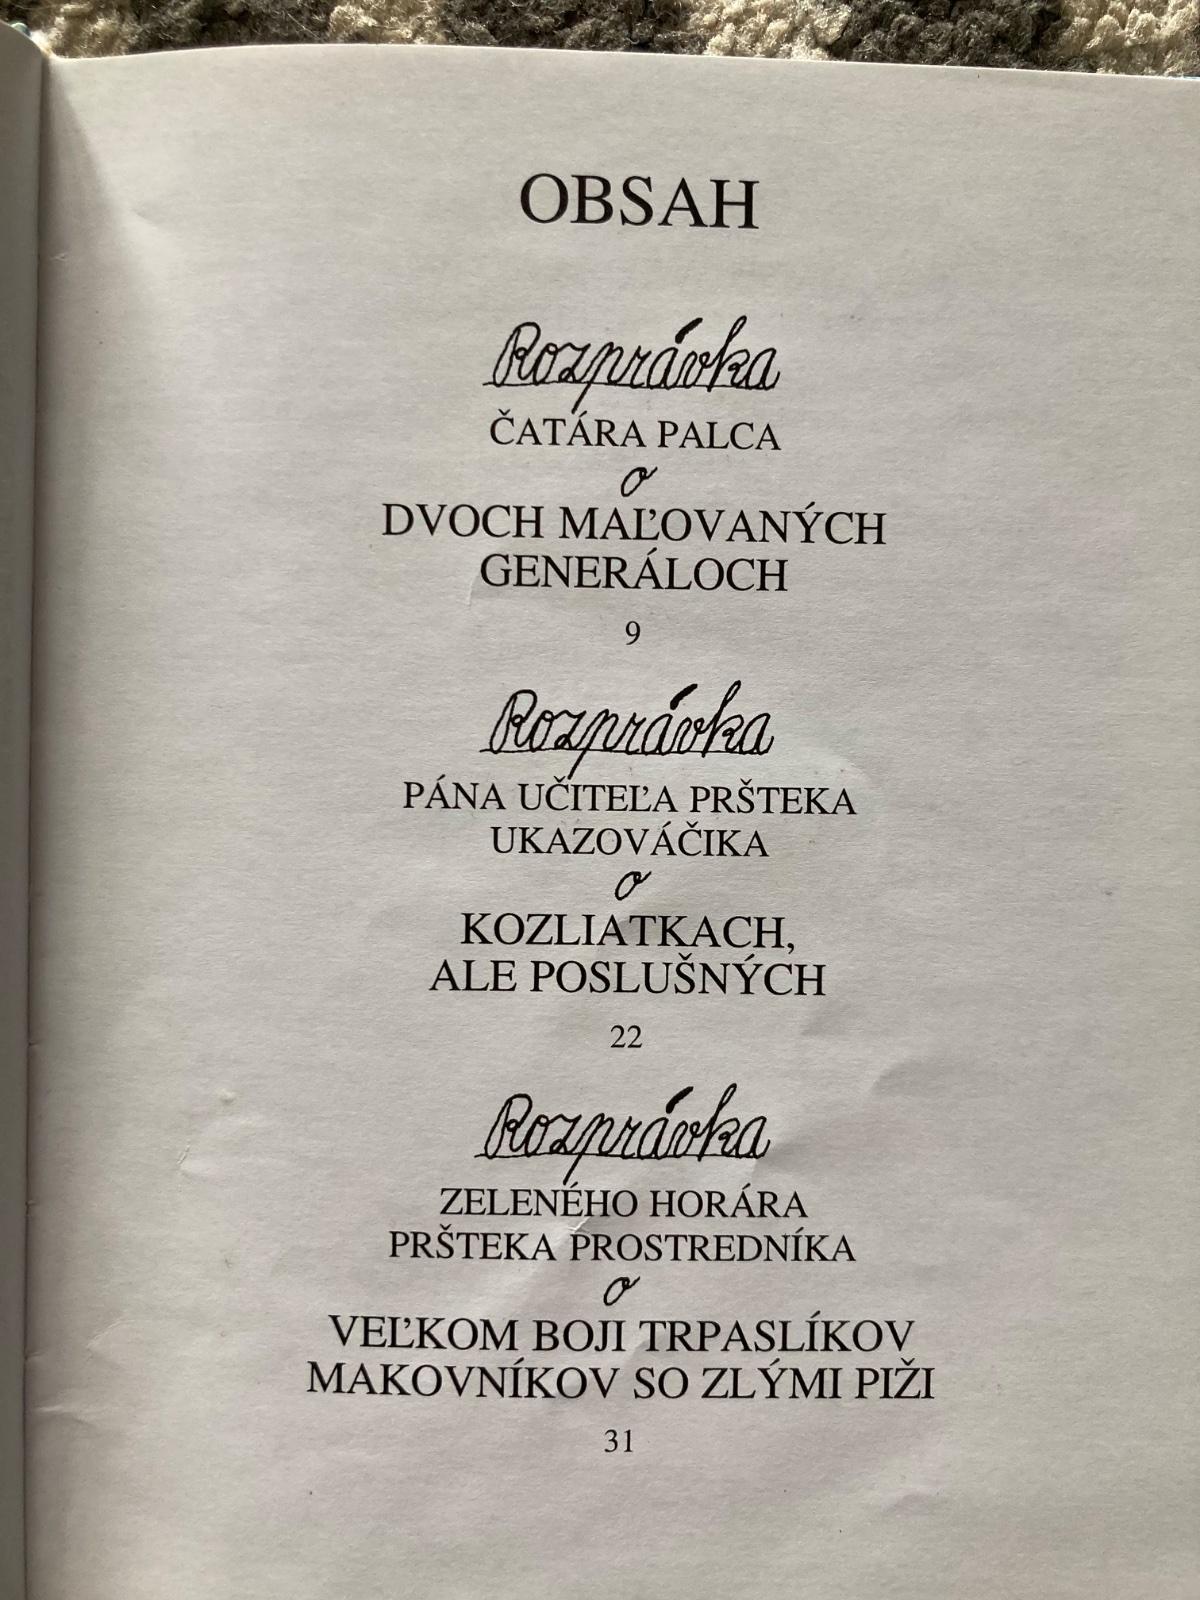 OBSAH
Rozprávka
ČATÁRA PALCA
o
DVOCH MAĽOVANÝCH
GENERÁLOCH
9
Rozprávka
PÁNA UČITEĽA PRŠTEKA
UKAZOVÁČIKA
o
KOZLIATKACH,
ALE POSLUŠNÝCH
22
Rozprávka
ZELENÉHO HORÁRA
PRŠTEKA PROSTREDNÍKA
o
VEĽKOM BOJI TRPASLÍKOV
MAKOVNÍKOV SO ZLÝMI PIŽI
31